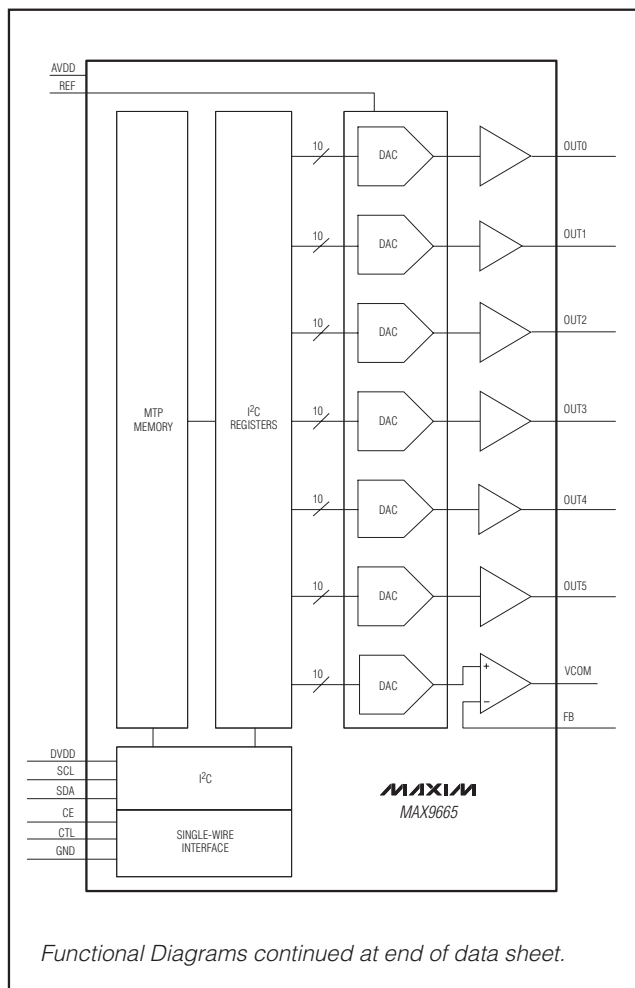 AVDD
REF
10
DAC
OUT0
10
DAC
OUT1
10
DAC
OUT2
MTP
MEMORY
I²C
REGISTERS
10
DAC
OUT3
10
DAC
OUT4
10
DAC
OUT5
10
DAC
+
−
VCOM
FB
DVDD
SCL
SDA
I²C
CE
CTL
GND
SINGLE-WIRE
INTERFACE
MAXIM
MAX9665
Functional Diagrams continued at end of data sheet.